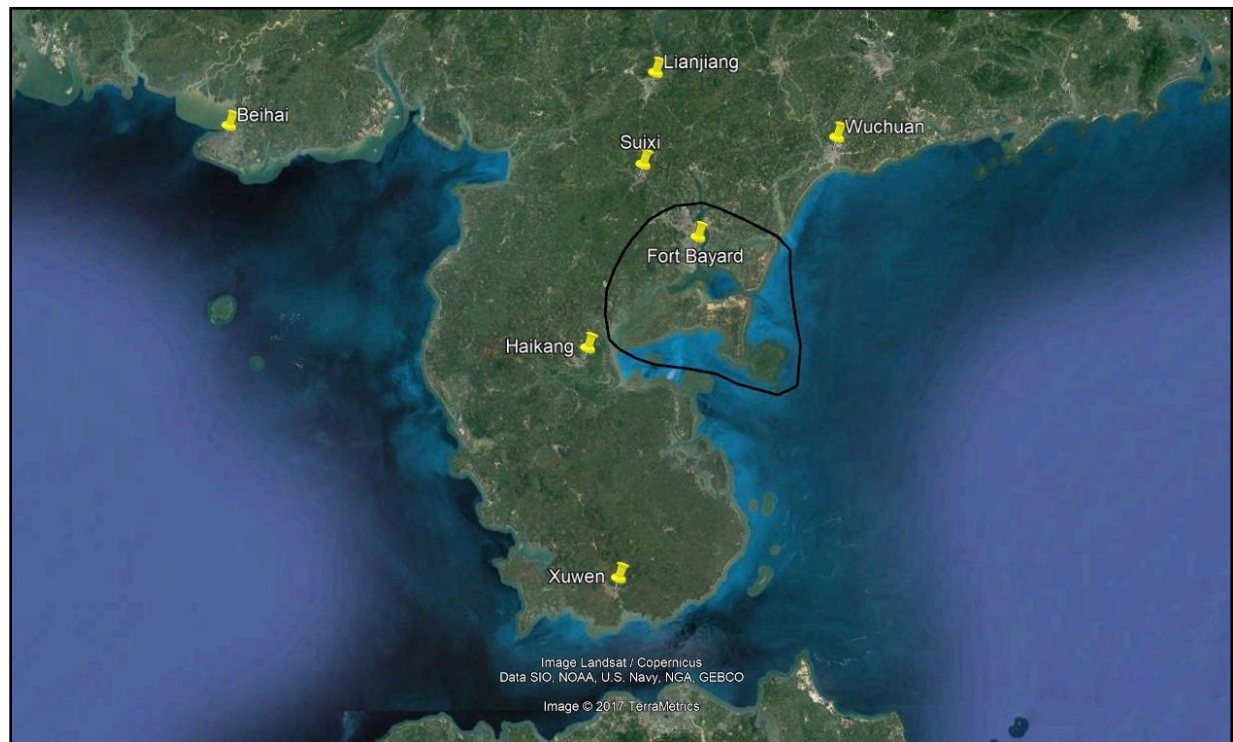 Lianjiang
Beihai
Wuchuan
Suixi
Fort Bayard
Haikang
Xuwen
Image Landsat / Copernicus
Data SIO, NOAA, U.S. Navy, NGA, GEBCO
Image © 2017 TerraMetrics